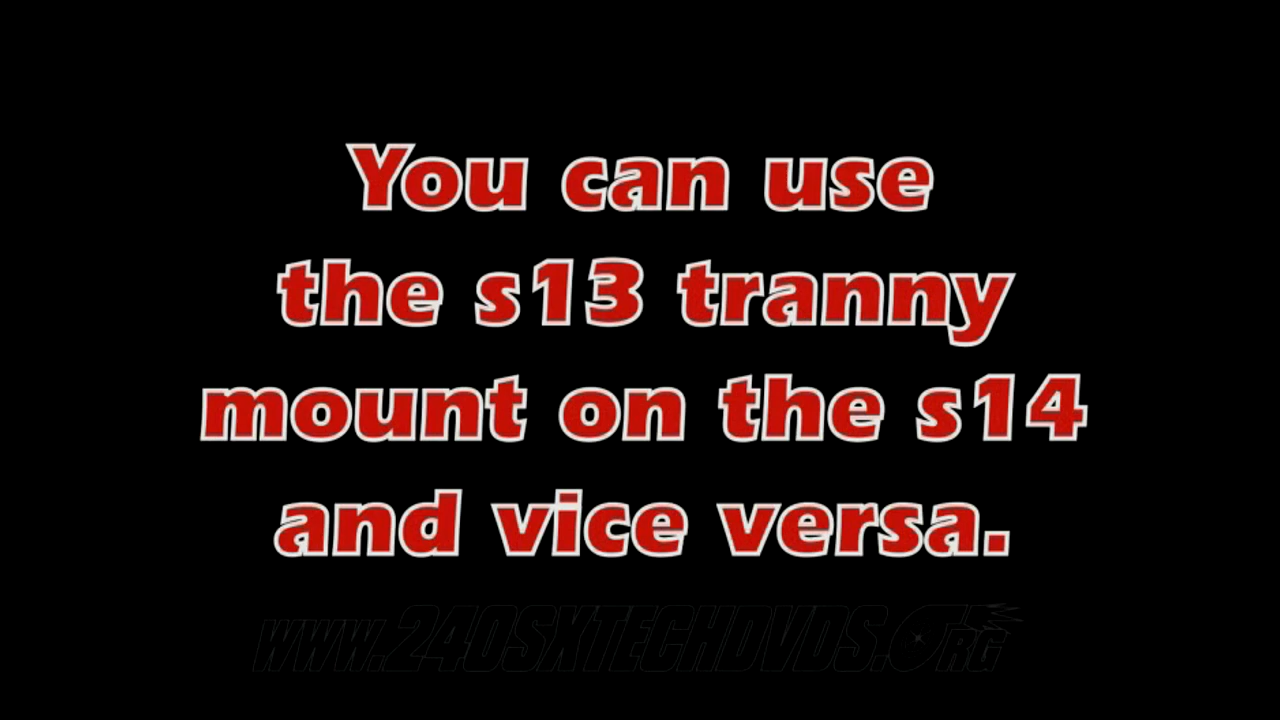 You can use
the s13 tranny
mount on the s14
and vice versa.
www.240SXTECHDVDS.ORG